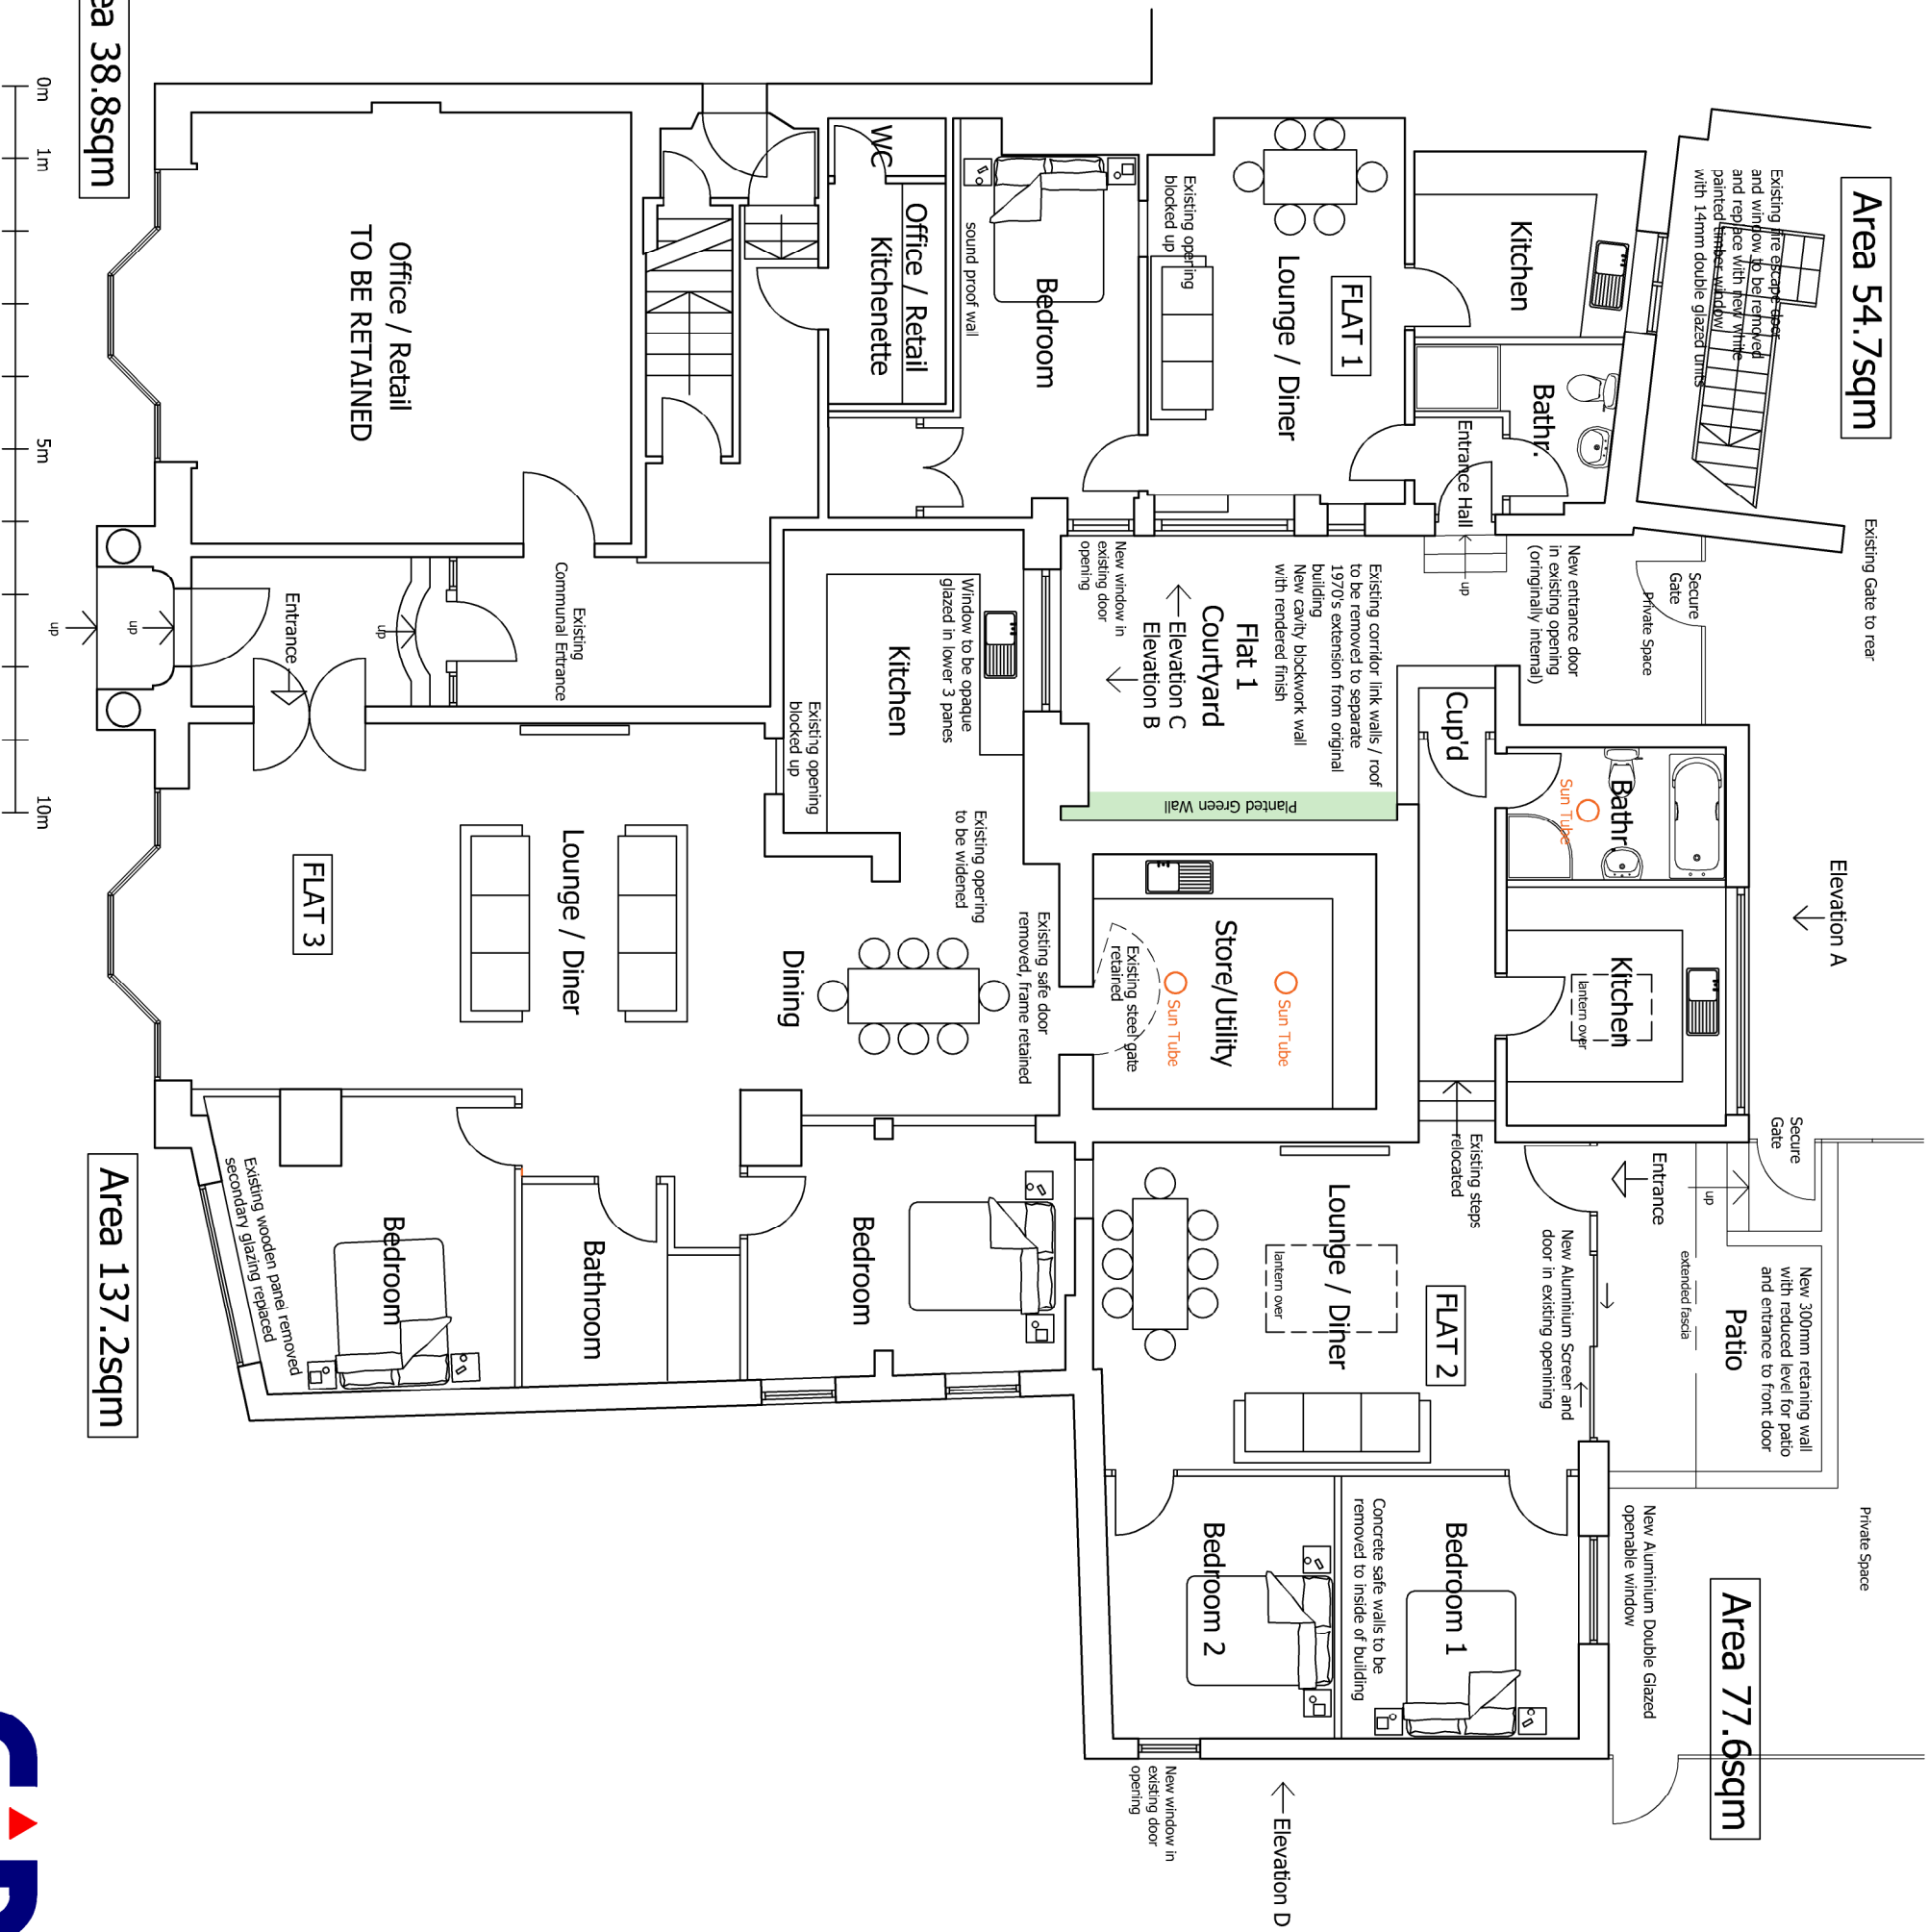 Area 54.7sqm
Existing fire escape door
and window to be removed
and replace with new white
painted timber window
with 14mm double glazed units
Existing Gate to rear
Kitchen
Bathr.
Entrance Hall
up
FLAT 1
Lounge / Diner
Existing opening
blocked up
Bedroom
sound proof wall
Office / Retail
Kitchenette
WC
Office / Retail
TO BE RETAINED
ea 38.8sqm
0m
1m
5m
10m
Secure
Gate
Private Space
New entrance door
in existing opening
(oringinally internal)
Existing corridor link walls / roof
to be removed to separate
1970's extension from original
building
New cavity blockwork wall
with rendered finish
Flat 1
Courtyard
Elevation C
Elevation B
New window in
existing door
opening
Planted Green Wall
Kitchen
Window to be opaque
glazed in lower 3 panes
Existing opening
blocked up
Existing
Communal Entrance
up
Entrance
up
up
Elevation A
Cup'd
Bathr.
Sun Tube
Kitchen
lantern over
Store/Utility
Sun Tube
Sun Tube
Existing steel gate
retained
Existing safe door
removed, frame retained
Existing opening
to be widened
Dining
Lounge / Diner
FLAT 3
Secure
Gate
up
Entrance
Existing steps
relocated
New 300mm retaning wall
with reduced level for patio
and entrance to front door
Patio
extended fascia
New Aluminium Screen and
door in existing openining
FLAT 2
Lounge / Diner
lantern over
Bedroom
Bathroom
Bedroom
Existing wooden panel removed
secondary glazing replaced
Area 137.2sqm
Private Space
New Aluminium Double Glazed
openable window
Area 77.6sqm
Bedroom 1
Concrete safe walls to be
removed to inside of building
Bedroom 2
New window in
existing door
opening
Elevation D